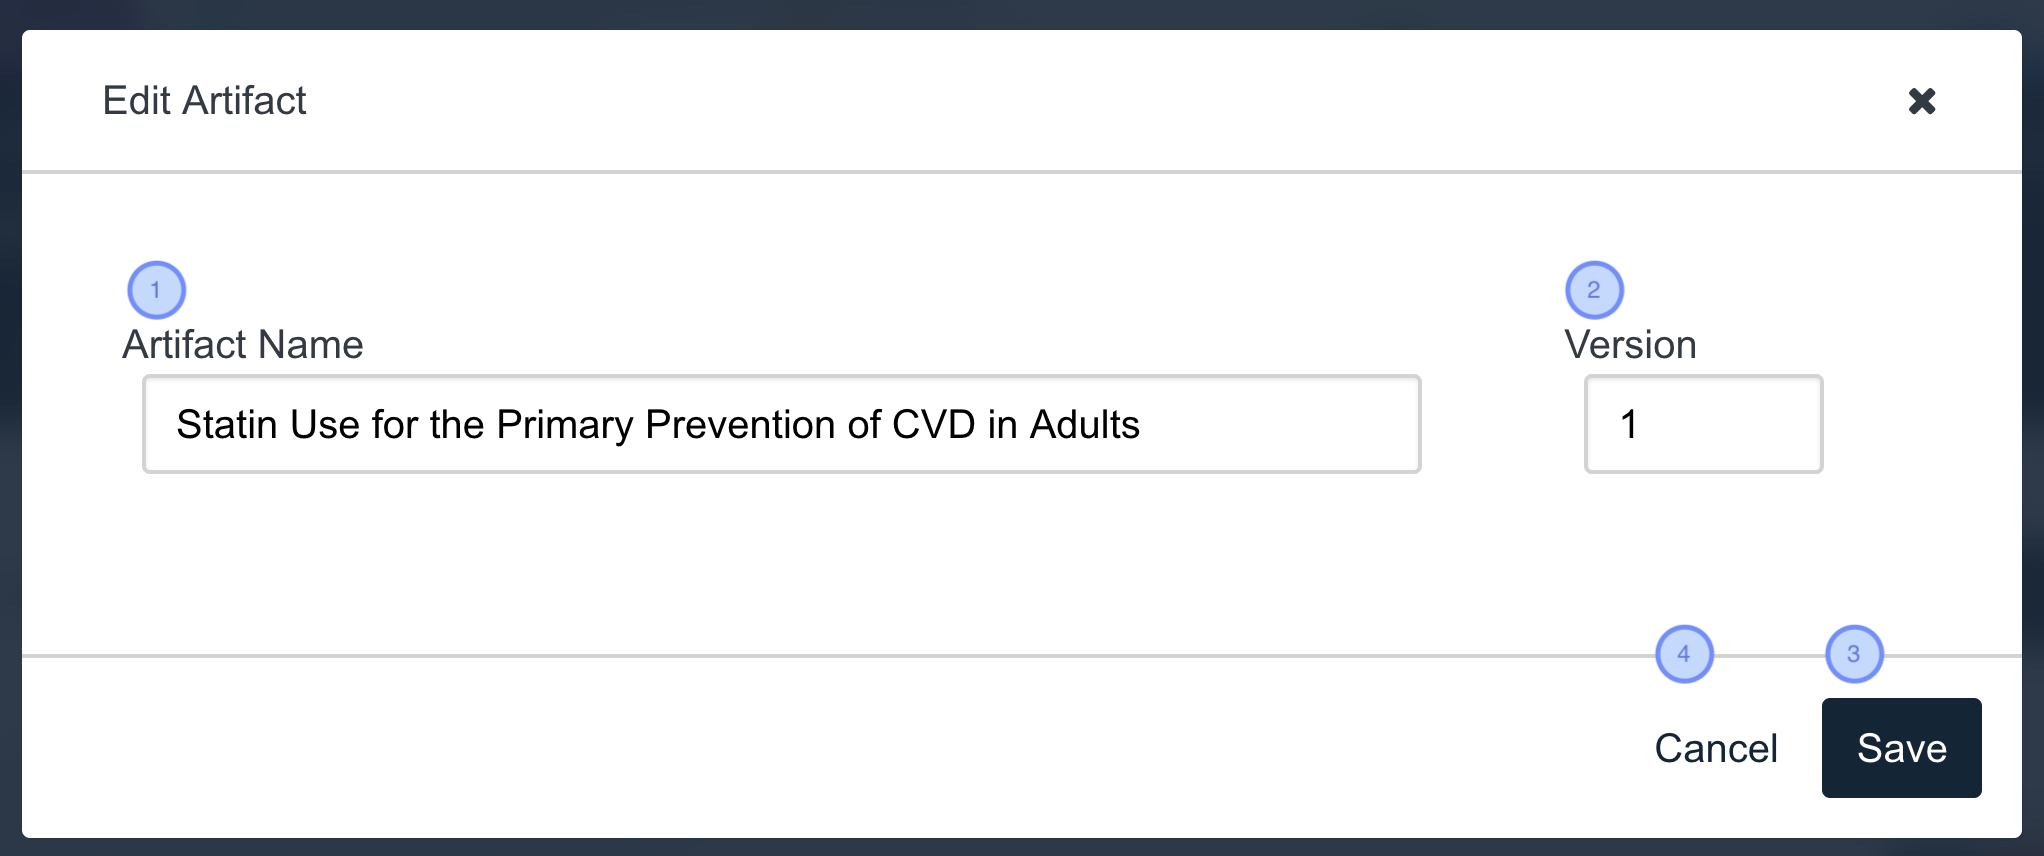 Edit Artifact ✖
1 2
Artifact Name Version
Statin Use for the Primary Prevention of CVD in Adults 1
4 3
Cancel Save